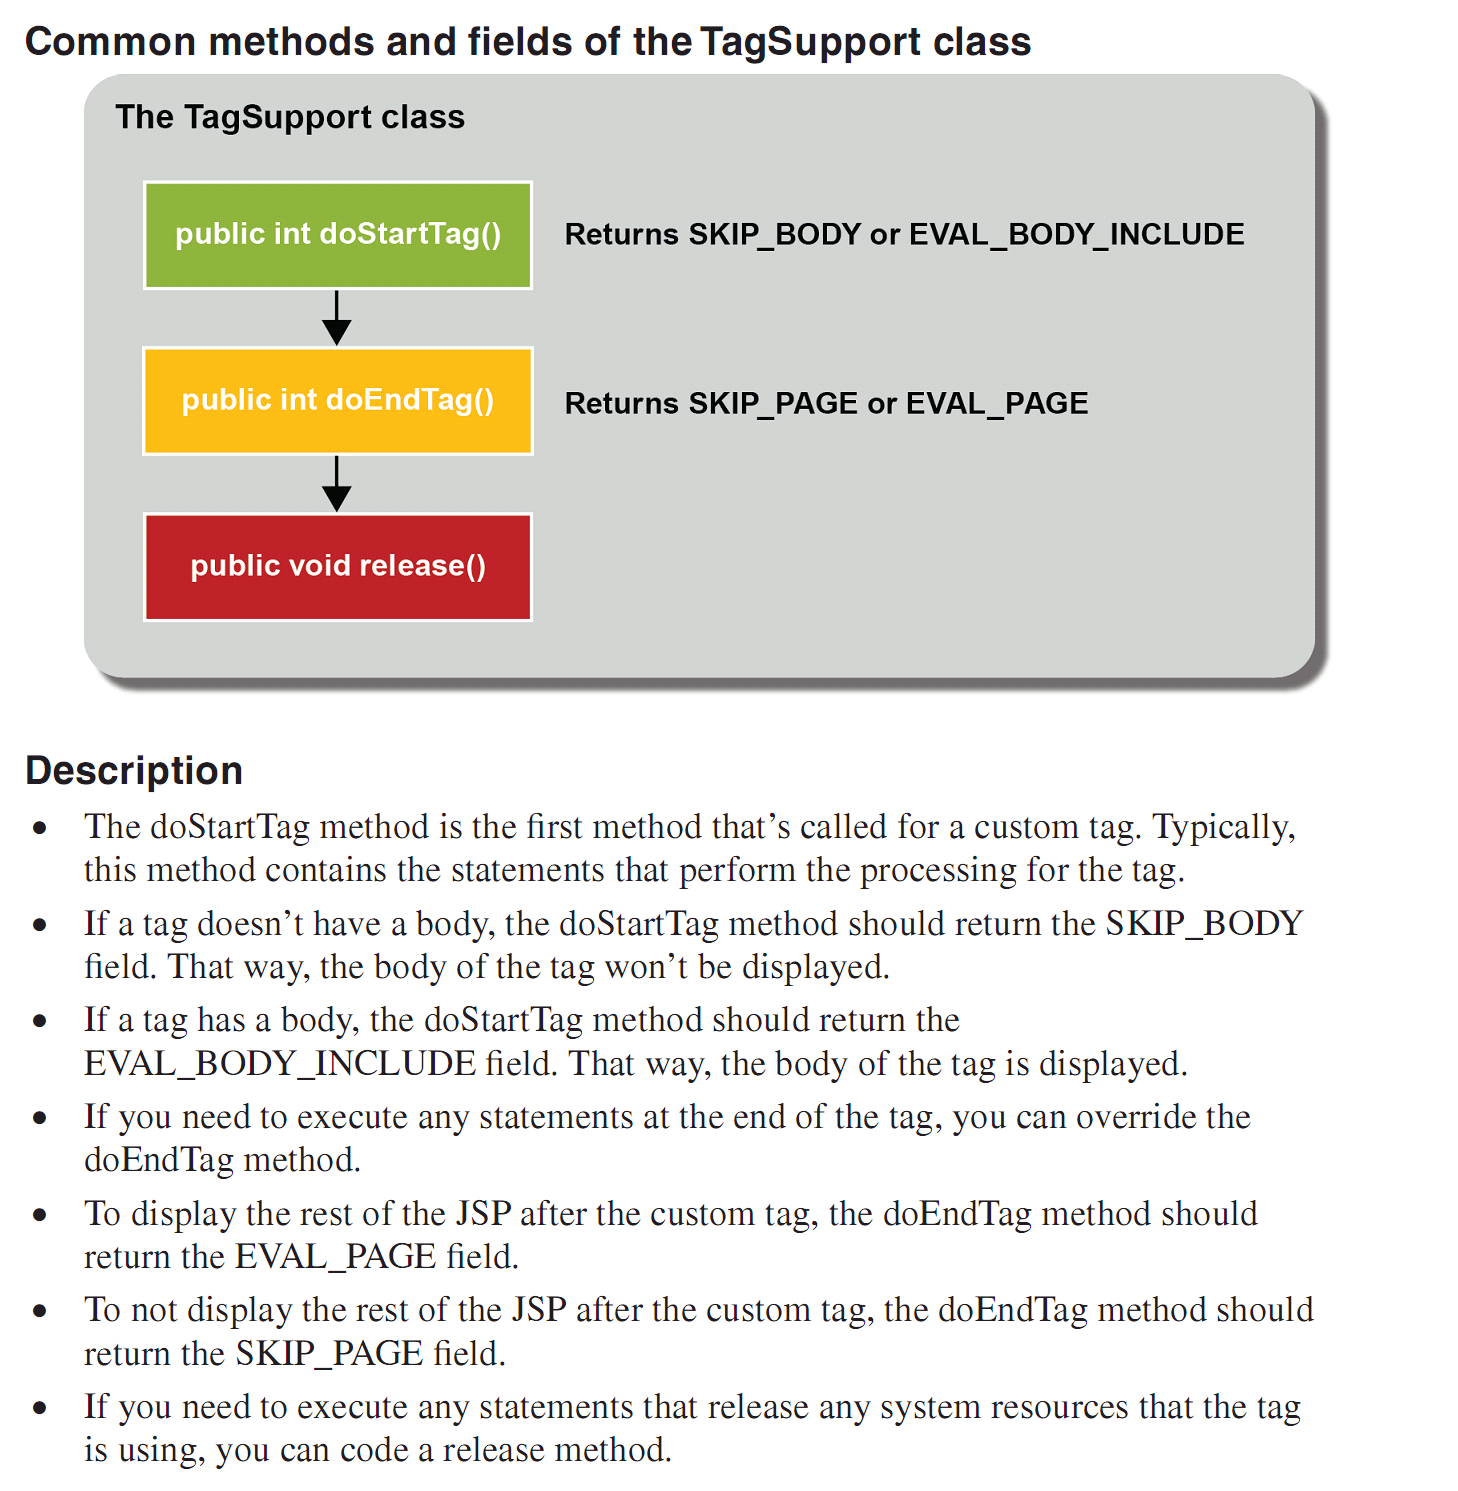 Common methods and fields of the TagSupport class
The TagSupport class
public int doStartTag()
Returns SKIP_BODY or EVAL_BODY_INCLUDE
public int doEndTag()
Returns SKIP_PAGE or EVAL_PAGE
public void release()
Description
• The doStartTag method is the first method that’s called for a custom tag. Typically,
this method contains the statements that perform the processing for the tag.
• If a tag doesn’t have a body, the doStartTag method should return the SKIP_BODY
field. That way, the body of the tag won’t be displayed.
• If a tag has a body, the doStartTag method should return the
EVAL_BODY_INCLUDE field. That way, the body of the tag is displayed.
• If you need to execute any statements at the end of the tag, you can override the
doEndTag method.
• To display the rest of the JSP after the custom tag, the doEndTag method should
return the EVAL_PAGE field.
• To not display the rest of the JSP after the custom tag, the doEndTag method should
return the SKIP_PAGE field.
• If you need to execute any statements that release any system resources that the tag
is using, you can code a release method.